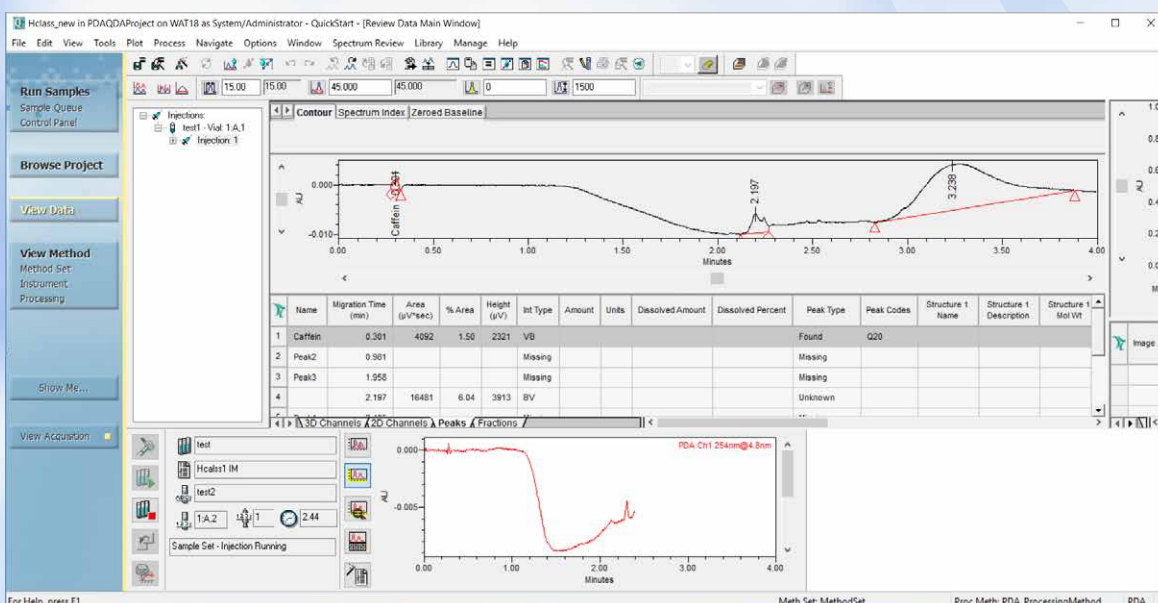 Hclass_new in PDAQDAProject on WAT18 as System/Administrator - QuickStart - [Review Data Main Window]
File Edit View Tools Plot Process Navigate Options Window Spectrum Review Library Manage Help
15.00 15.00 45.000 45.000 0 1500
Run Samples
Sample Queue
Control Panel
Browse Project
View Data
View Method
Method Set
Instrument
Processing
Show Me...
View Acquisition
Injections:
test1 - Vial: 1:A,1
Injection: 1
Contour Spectrum Index Zeroed Baseline
AU
0.000
-0.010
Caffein
2.197
3.238
0.00 0.50 1.00 1.50 2.00 2.50 3.00 3.50 4.00
Minutes
AU
Name Migration Time (min) Area (µV*sec) % Area Height (µV) Int Type Amount Units Dissolved Amount Dissolved Percent Peak Type Peak Codes Structure 1 Name Structure 1 Description Structure 1 Mol Wt
1 Caffein 0.301 4092 1.50 2321 VB Found Q20
2 Peak2 0.981 Missing Missing
3 Peak3 1.958 Missing Missing
4 2.197 16481 6.04 3913 BV Unknown
3D Channels 2D Channels Peaks Fractions
Image
test
Hcalss1 IM
test2
1:A,2 1 2.44
Sample Set - Injection Running
PDA Ch1 254nm@4.8nm
AU
0.000
-0.005
0.00 1.00 2.00 3.00 4.00
Minutes
For Help, press F1
Meth Set: MethodSet Proc Meth: PDA_ProcessingMethod PDA